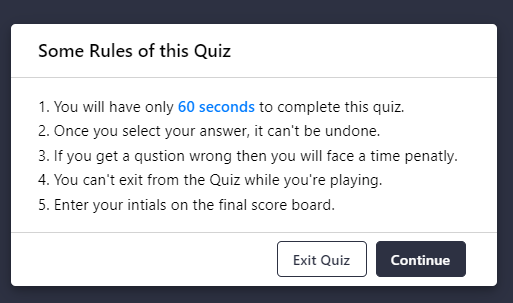 Some Rules of this Quiz
1. You will have only 60 seconds to complete this quiz.
2. Once you select your answer, it can't be undone.
3. If you get a qustion wrong then you will face a time penatly.
4. You can't exit from the Quiz while you're playing.
5. Enter your intials on the final score board.
Exit Quiz
Continue